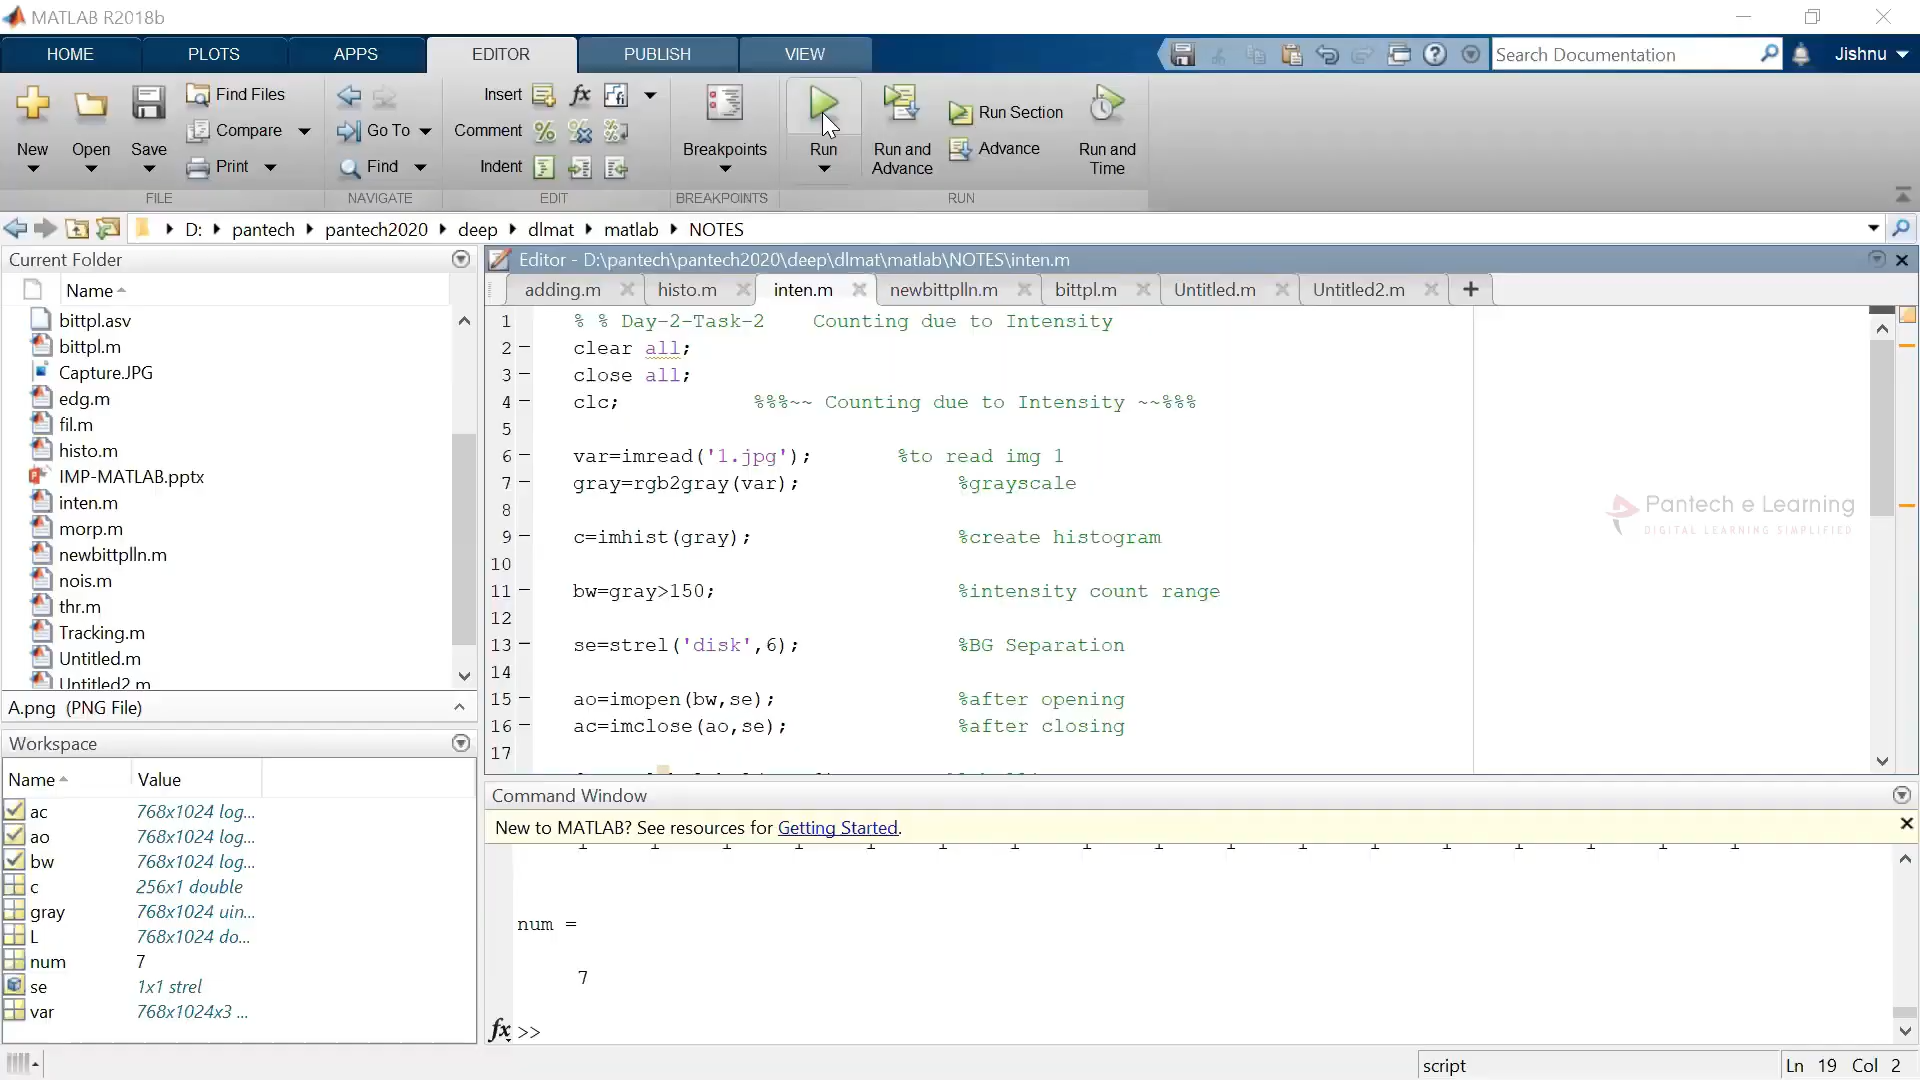 MATLAB R2018b
HOME
PLOTS
APPS
EDITOR
PUBLISH
VIEW
Search Documentation
Jishnu
New
Open
Save
Find Files
Compare
Print
FILE
Go To
Find
NAVIGATE
Insert
Comment
Indent
EDIT
Breakpoints
BREAKPOINTS
Run
Run and
Advance
Run Section
Advance
Run and
Time
RUN
D: pantech pantech2020 deep dlmat matlab NOTES
Current Folder
Name
bittpl.asv
bittpl.m
Capture.JPG
edg.m
fil.m
histo.m
IMP-MATLAB.pptx
inten.m
morp.m
newbittplln.m
nois.m
thr.m
Tracking.m
Untitled.m
Untitled2.m
A.png (PNG File)
Workspace
Name Value
ac 768x1024 log...
ao 768x1024 log...
bw 768x1024 log...
c 256x1 double
gray 768x1024 uin...
L 768x1024 do...
num 7
se 1x1 strel
var 768x1024x3 ...
Editor - D:\pantech\pantech2020\deep\dlmat\matlab\NOTES\inten.m
adding.m histo.m inten.m newbittplln.m bittpl.m Untitled.m Untitled2.m
1 % % Day-2-Task-2 Counting due to Intensity
2 clear all;
3 close all;
4 clc; %%%~~ Counting due to Intensity ~~%%%
5
6 var=imread('1.jpg'); %to read img 1
7 gray=rgb2gray(var); %grayscale
8
9 c=imhist(gray); %create histogram
10
11 bw=gray>150; %intensity count range
12
13 se=strel('disk',6); %BG Separation
14
15 ao=imopen(bw,se); %after opening
16 ac=imclose(ao,se); %after closing
17
Pantech e Learning
DIGITAL LEARNING SIMPLIFIED
Command Window
New to MATLAB? See resources for Getting Started.
num =
7
fx >>
script
Ln 19 Col 2